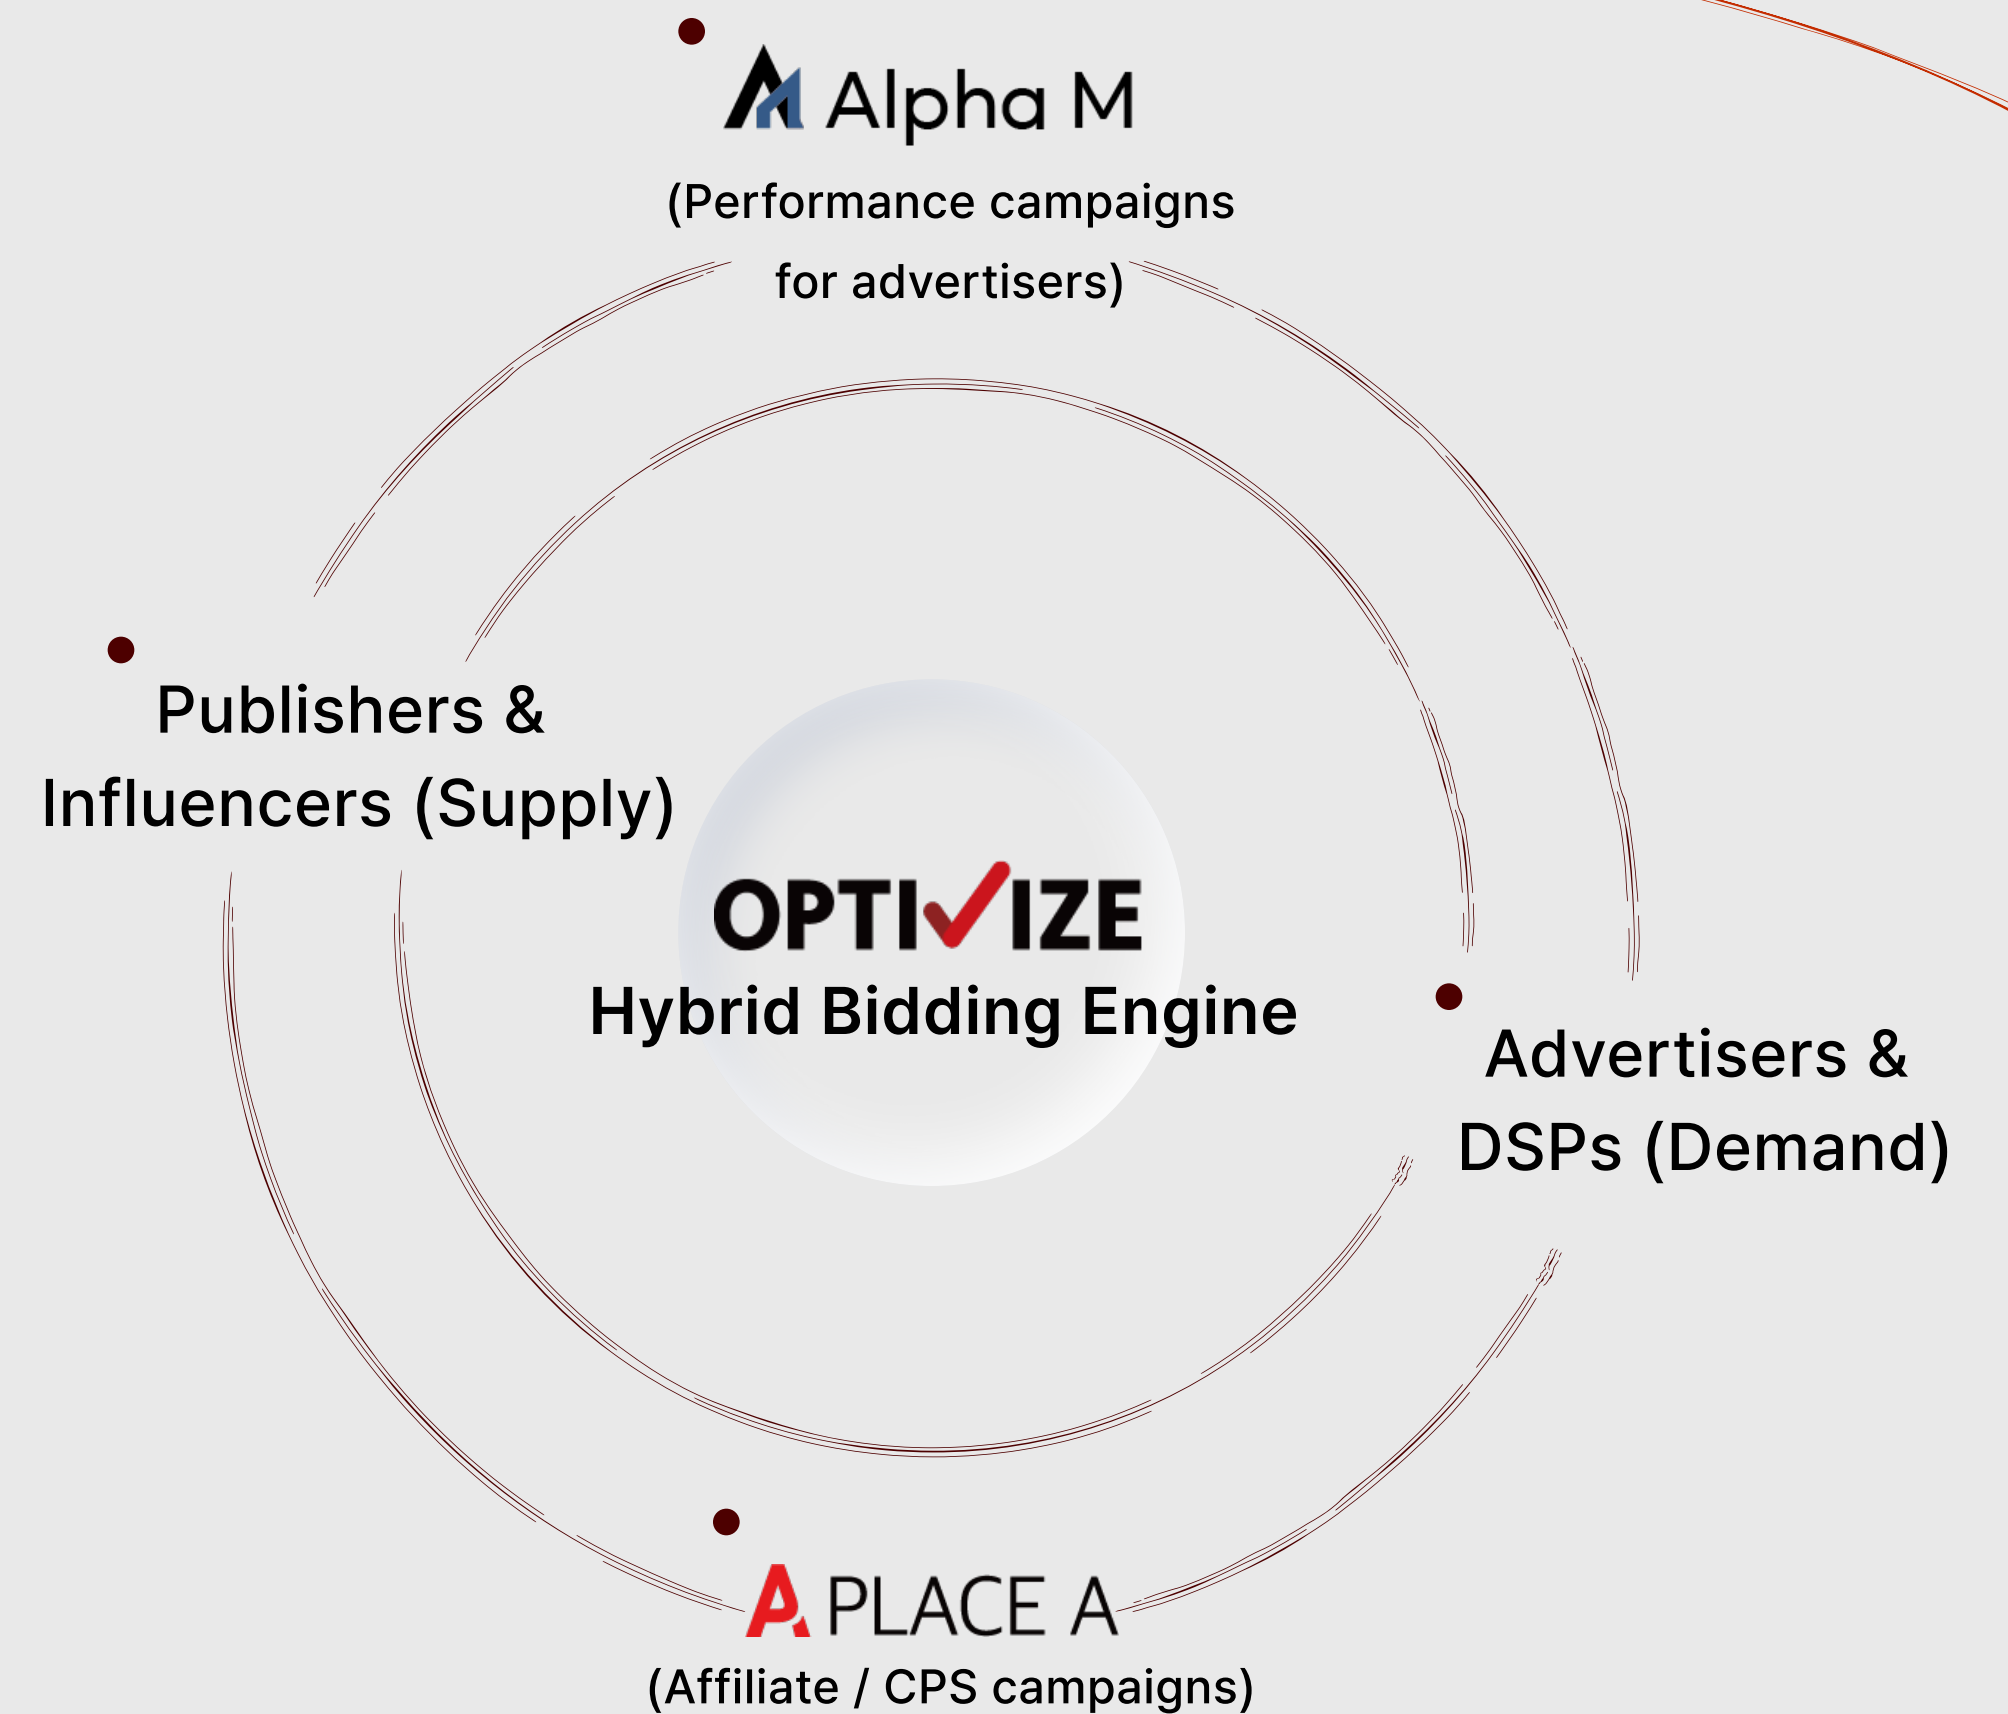 Alpha M
(Performance campaigns
for advertisers)
Publishers &
Influencers (Supply)
OPTIVIZE
Hybrid Bidding Engine
Advertisers &
DSPs (Demand)
PLACE A
(Affiliate / CPS campaigns)